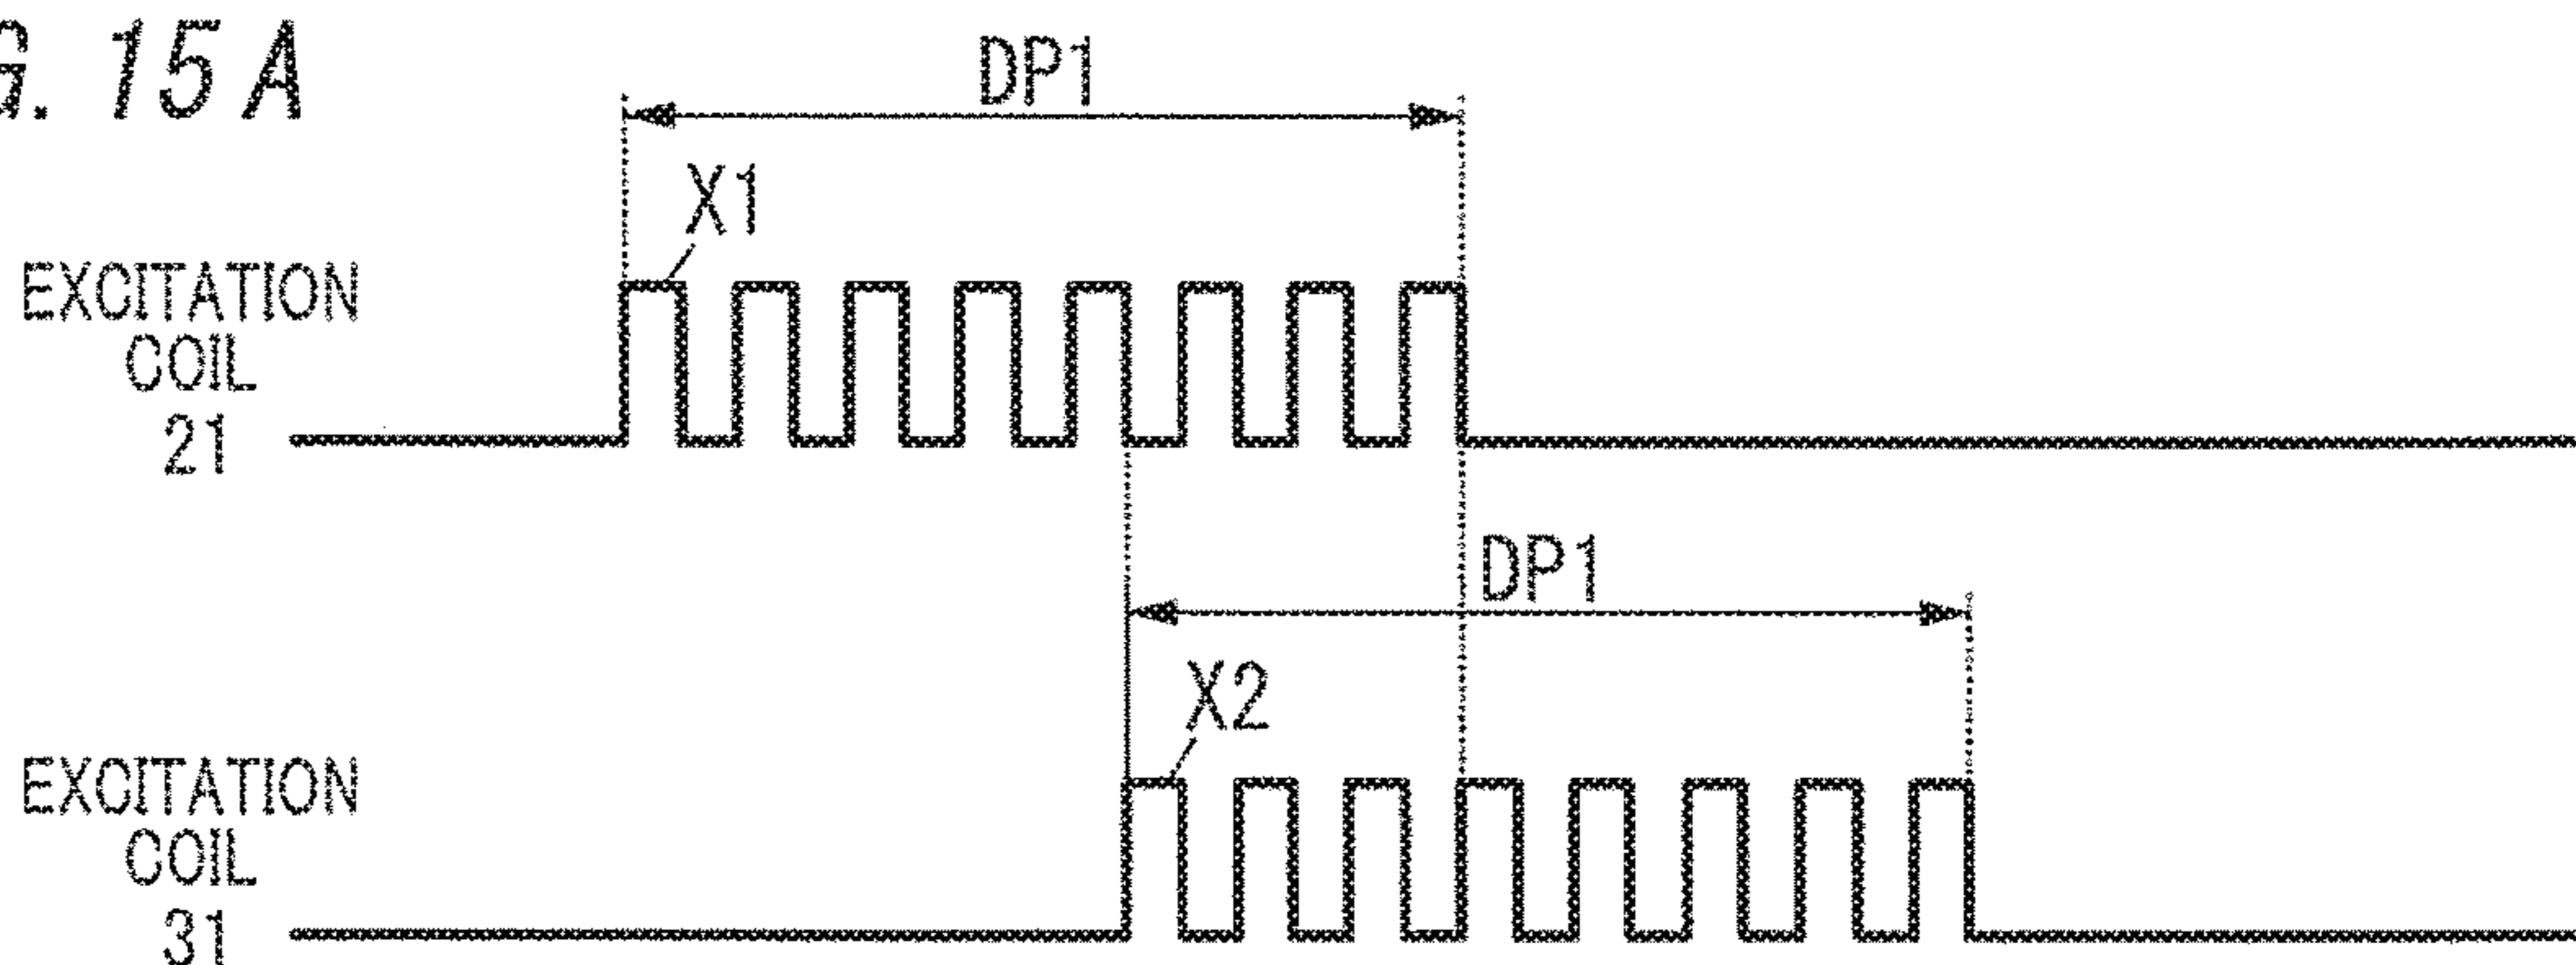 G. 15A
DP1
X1
EXCITATION
COIL
21
DP1
X2
EXCITATION
COIL
31